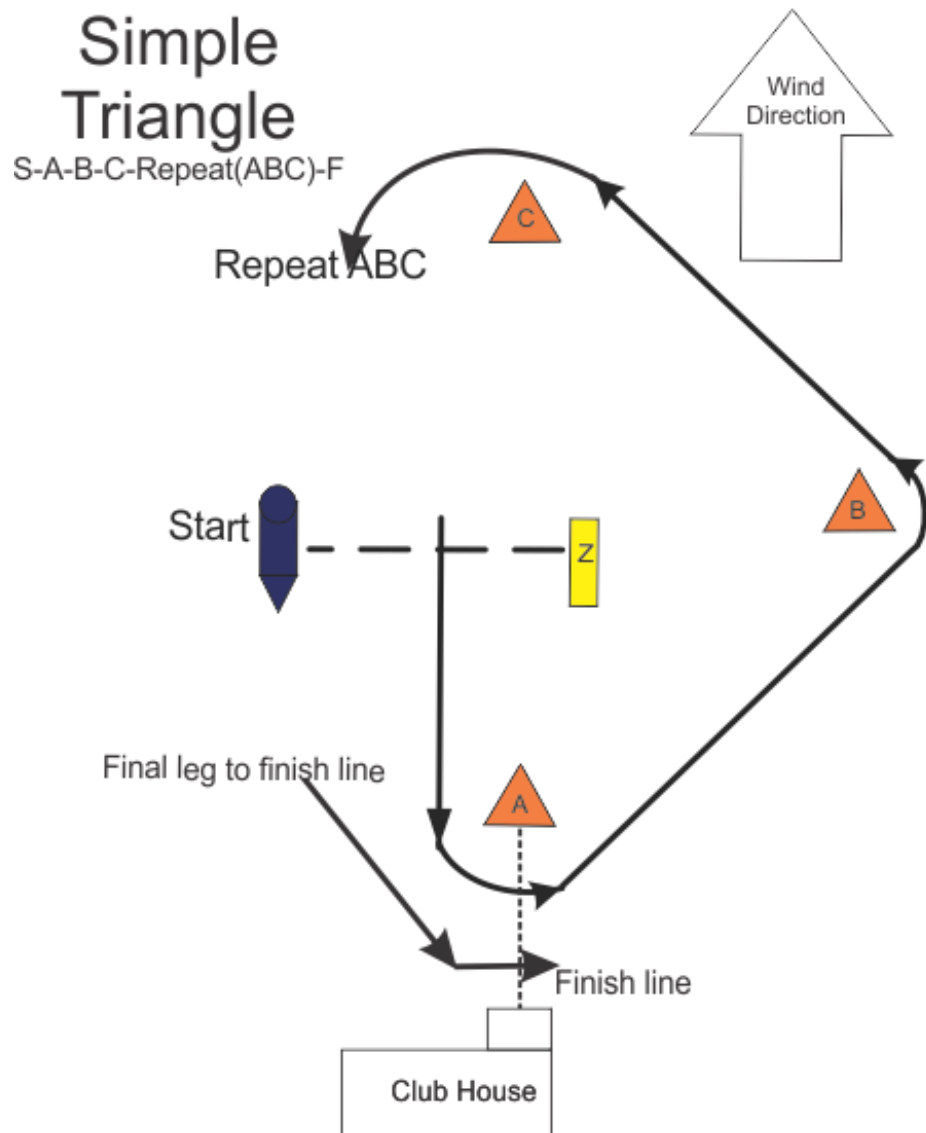 Simple
Triangle
S-A-B-C-Repeat(ABC)-F
Wind
Direction
C
Repeat ABC
B
Start
Z
Final leg to finish line
A
Finish line
Club House